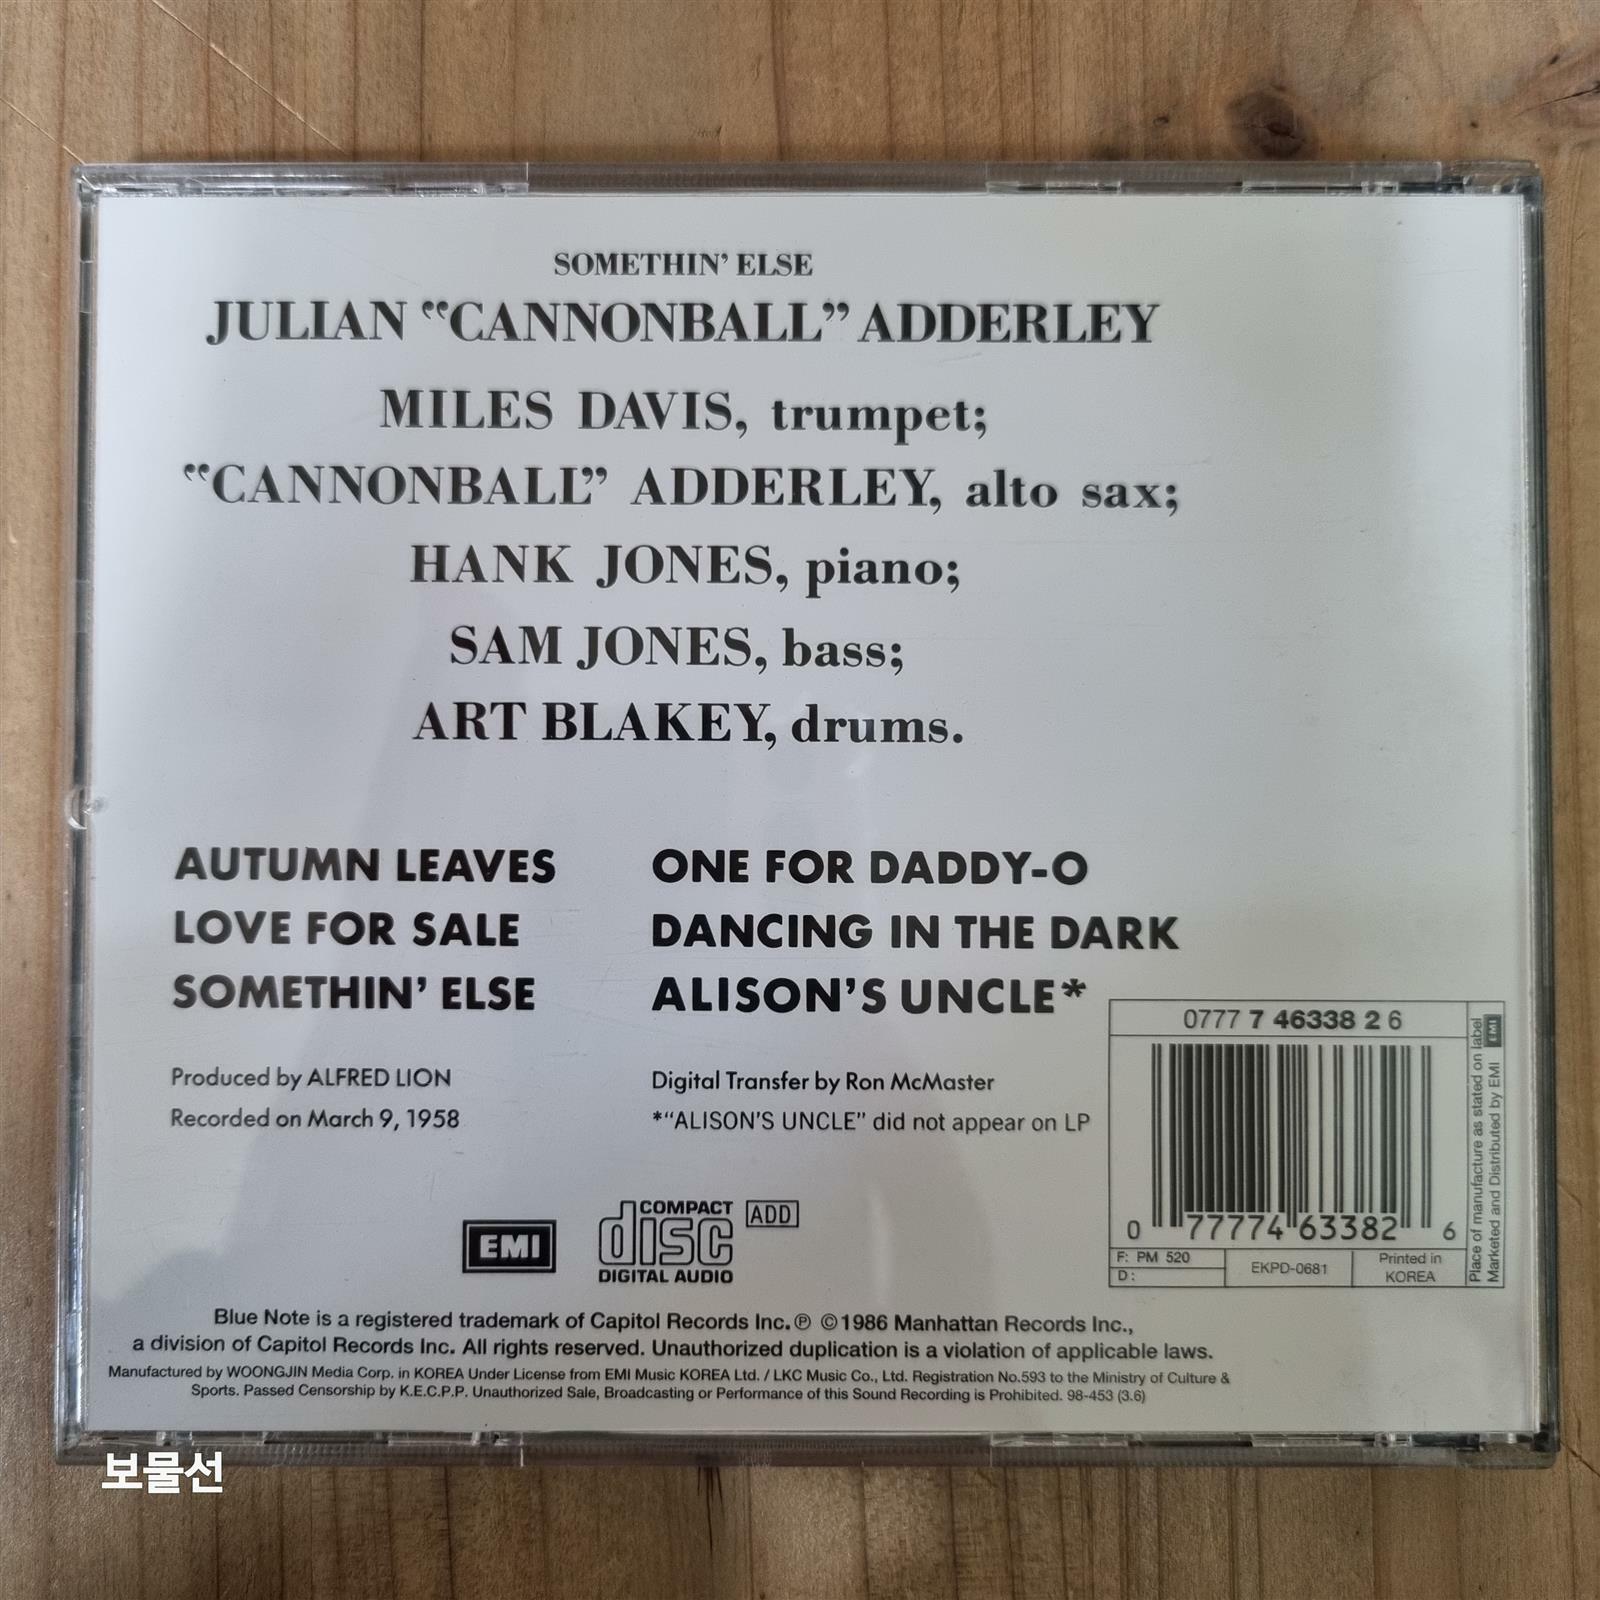 SOMETHIN' ELSE
JULIAN “CANNONBALL” ADDERLEY
MILES DAVIS, trumpet;
“CANNONBALL” ADDERLEY, alto sax;
HANK JONES, piano;
SAM JONES, bass;
ART BLAKEY, drums.
AUTUMN LEAVES
LOVE FOR SALE
SOMETHIN' ELSE
ONE FOR DADDY-O
DANCING IN THE DARK
ALISON'S UNCLE*
Produced by ALFRED LION
Recorded on March 9, 1958
Digital Transfer by Ron McMaster
*“ALISON'S UNCLE” did not appear on LP
0777 7 46338 2 6
0 77774 63382 6
F: PM 520
D:
EKPD-0681
Printed in
KOREA
Place of manufacture as stated on label
Marketed and Distributed by EMI
EMI
EMI
COMPACT
disc
DIGITAL AUDIO
ADD
Blue Note is a registered trademark of Capitol Records Inc. ℗ ©1986 Manhattan Records Inc.,
a division of Capitol Records Inc. All rights reserved. Unauthorized duplication is a violation of applicable laws.
Manufactured by WOONGJIN Media Corp. in KOREA Under License from EMI Music KOREA Ltd. / LKC Music Co., Ltd. Registration No.593 to the Ministry of Culture &
Sports. Passed Censorship by K.E.C.P.P. Unauthorized Sale, Broadcasting or Performance of this Sound Recording is Prohibited. 98-453 (3.6)
보물선